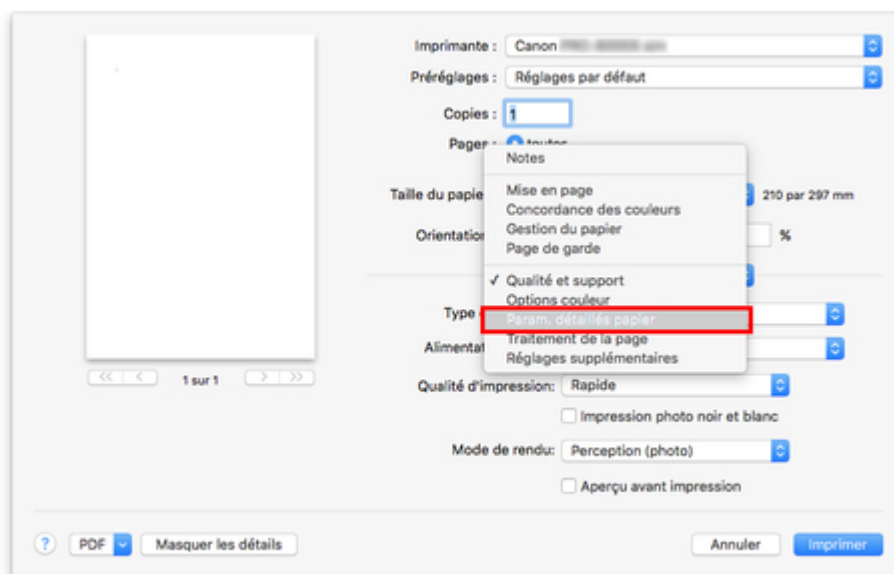 Imprimante : Canon
Préréglages : Réglages par défaut
Copies : 1
Pages :
Notes
Mise en page
Taille du papie 210 par 297 mm
Concordance des couleurs
Gestion du papier
Orientation %
Page de garde
✓ Qualité et support
Options couleur
Type
Param. détaillés papier
Traitement de la page
Alimentat
Réglages supplémentaires
<< < 1 sur 1 > >>
Qualité d'impression: Rapide
Impression photo noir et blanc
Mode de rendu: Perception (photo)
Aperçu avant impression
? PDF Masquer les détails Annuler Imprimer